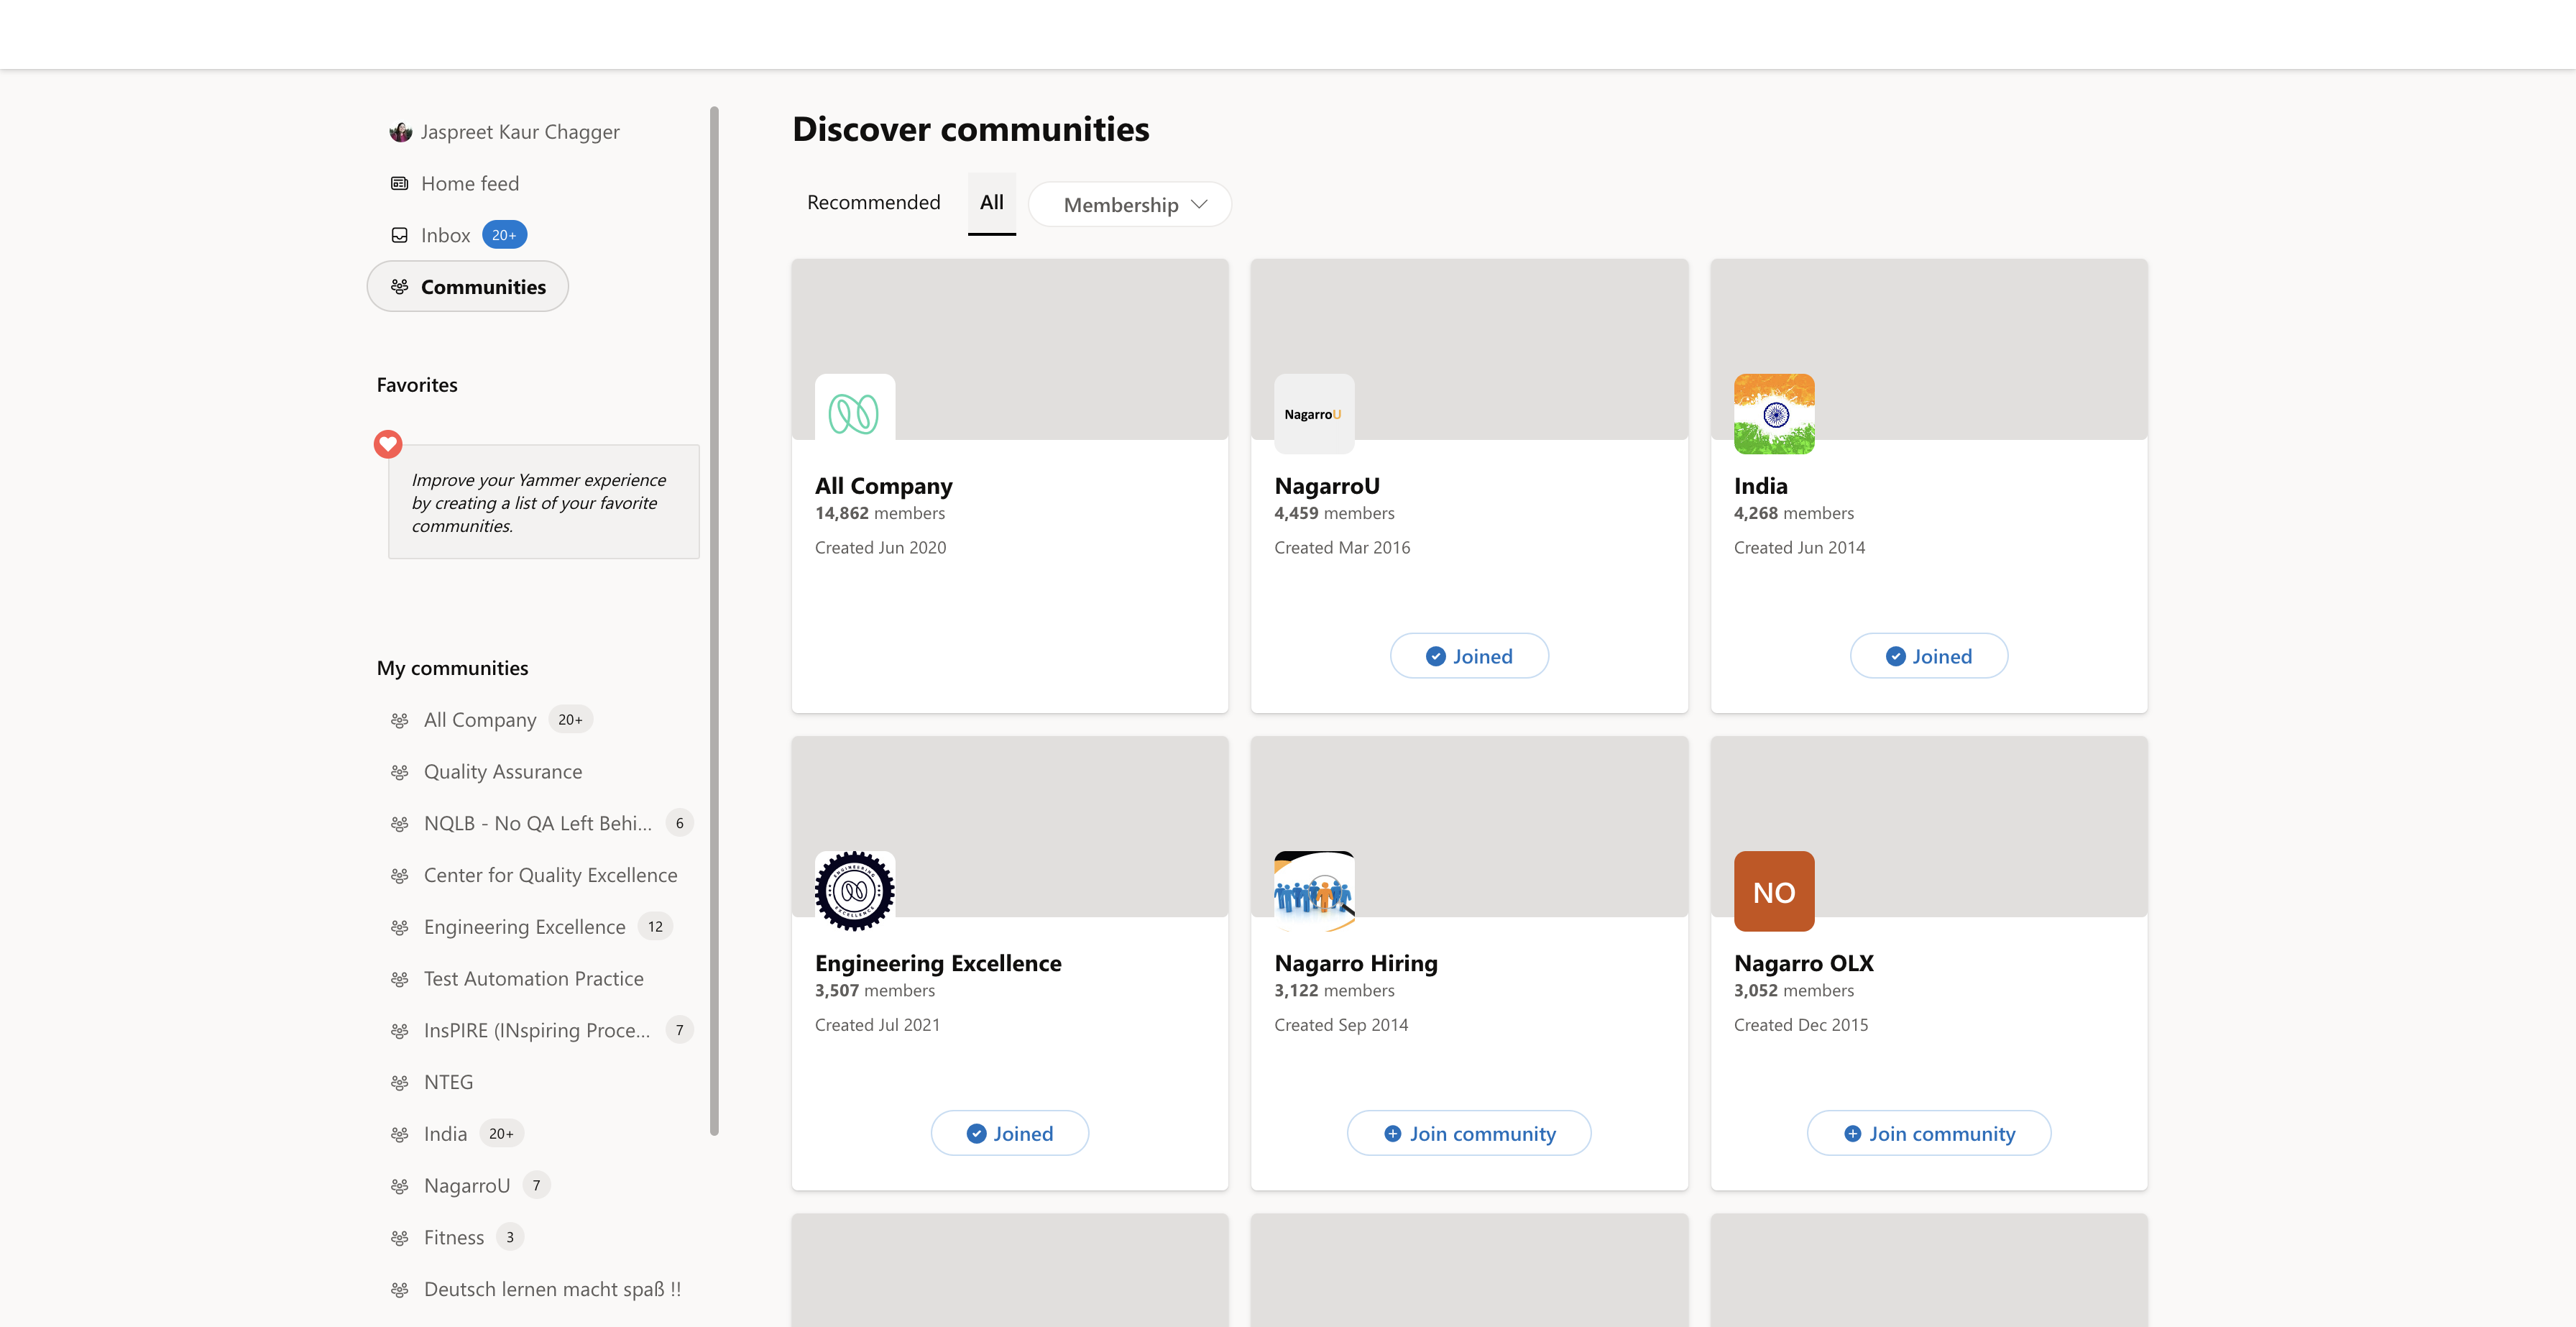 Jaspreet Kaur Chagger
Home feed
Inbox 20+
Communities
Favorites
Improve your Yammer experience
by creating a list of your favorite
communities.
My communities
All Company 20+
Quality Assurance
NQLB - No QA Left Behi... 6
Center for Quality Excellence
Engineering Excellence 12
Test Automation Practice
InsPIRE (INspiring Proce... 7
NTEG
India 20+
NagarroU 7
Fitness 3
Deutsch lernen macht spaß !!
Discover communities
Recommended All Membership
All Company
14,862 members
Created Jun 2020
NagarroU
NagarroU
4,459 members
Created Mar 2016
Joined
India
4,268 members
Created Jun 2014
Joined
ENGINEERING
EXCELLENCE
Engineering Excellence
3,507 members
Created Jul 2021
Joined
Nagarro Hiring
3,122 members
Created Sep 2014
Join community
NO
Nagarro OLX
3,052 members
Created Dec 2015
Join community